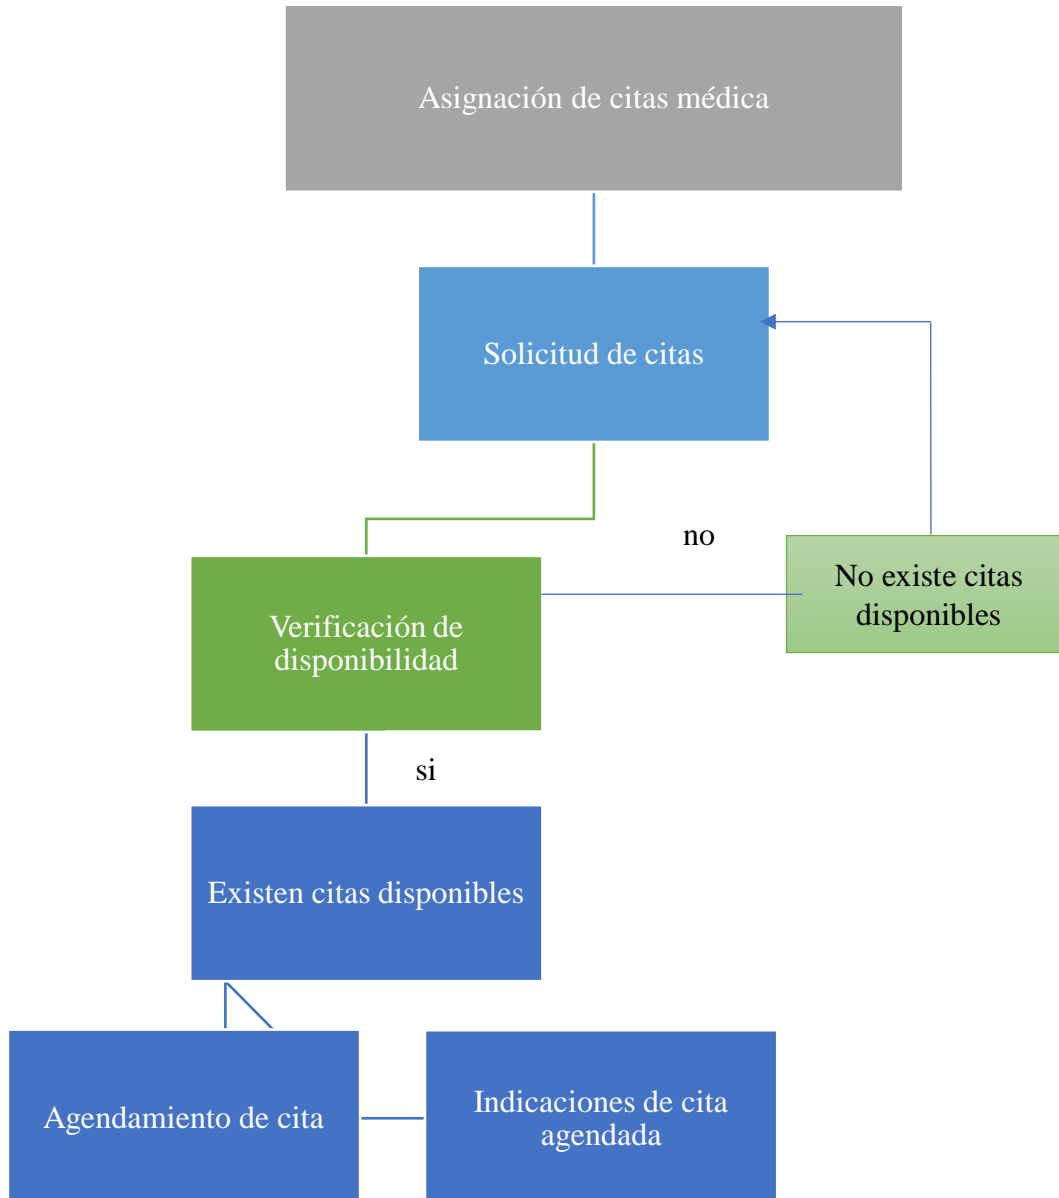 Asignación de citas médica
Solicitud de citas
no
No existe citas
disponibles
Verificación de
disponibilidad
si
Existen citas disponibles
Agendamiento de cita
Indicaciones de cita
agendada